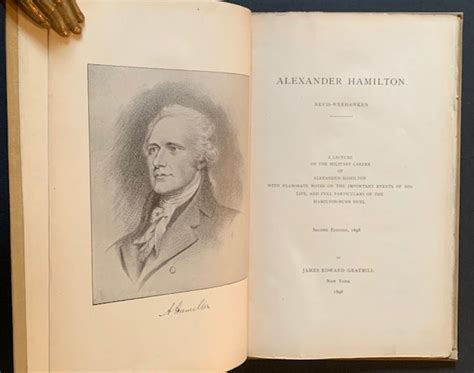 A Hamilton
ALEXANDER HAMILTON.
NEVIS-WEEHAWKEN
A LECTURE
ON THE MILITARY CAREER
OF
ALEXANDER HAMILTON
WITH ELABORATE NOTES ON THE IMPORTANT EVENTS OF HIS
LIFE, AND FULL PARTICULARS OF THE
HAMILTON-BURR DUEL
SECOND EDITION, 1898
BY
JAMES EDWARD GRAYBILL
NEW YORK
1898